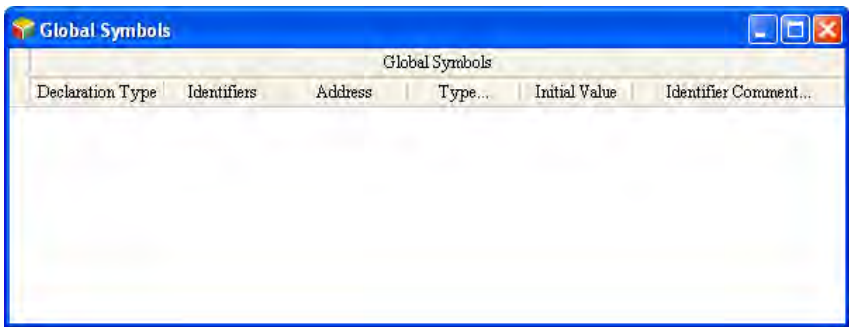 Global Symbols
Global Symbols
Declaration Type Identifiers Address Type... Initial Value Identifier Comment...